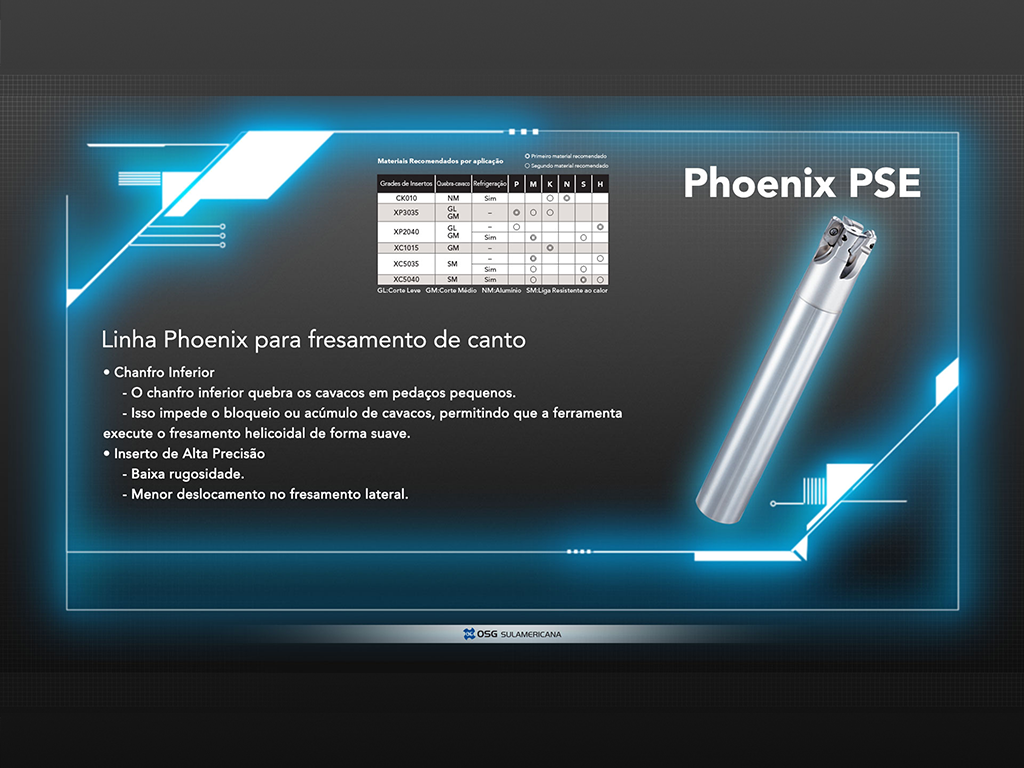 Materiais Recomendados por aplicação
◎ Primeiro material recomendado
○ Segundo material recomendado
Phoenix PSE
Grades de Insertos Quebra-cavaco Refrigeração P M K N S H
CK010 NM Sim ○ ◎
XP3035 GL GM – ◎ ○ ○
XP2040 GL GM – ○ ◎
Sim ◎ ○
XC1015 GM – ◎
XC5035 SM – ◎ ○
Sim ○ ○
XC5040 SM Sim ○ ◎ ○
GL:Corte Leve GM:Corte Médio NM:Alumínio SM:Liga Resistente ao calor
Linha Phoenix para fresamento de canto
• Chanfro Inferior
- O chanfro inferior quebra os cavacos em pedaços pequenos.
- Isso impede o bloqueio ou acúmulo de cavacos, permitindo que a ferramenta
execute o fresamento helicoidal de forma suave.
• Inserto de Alta Precisão
- Baixa rugosidade.
- Menor deslocamento no fresamento lateral.
OSG SULAMERICANA